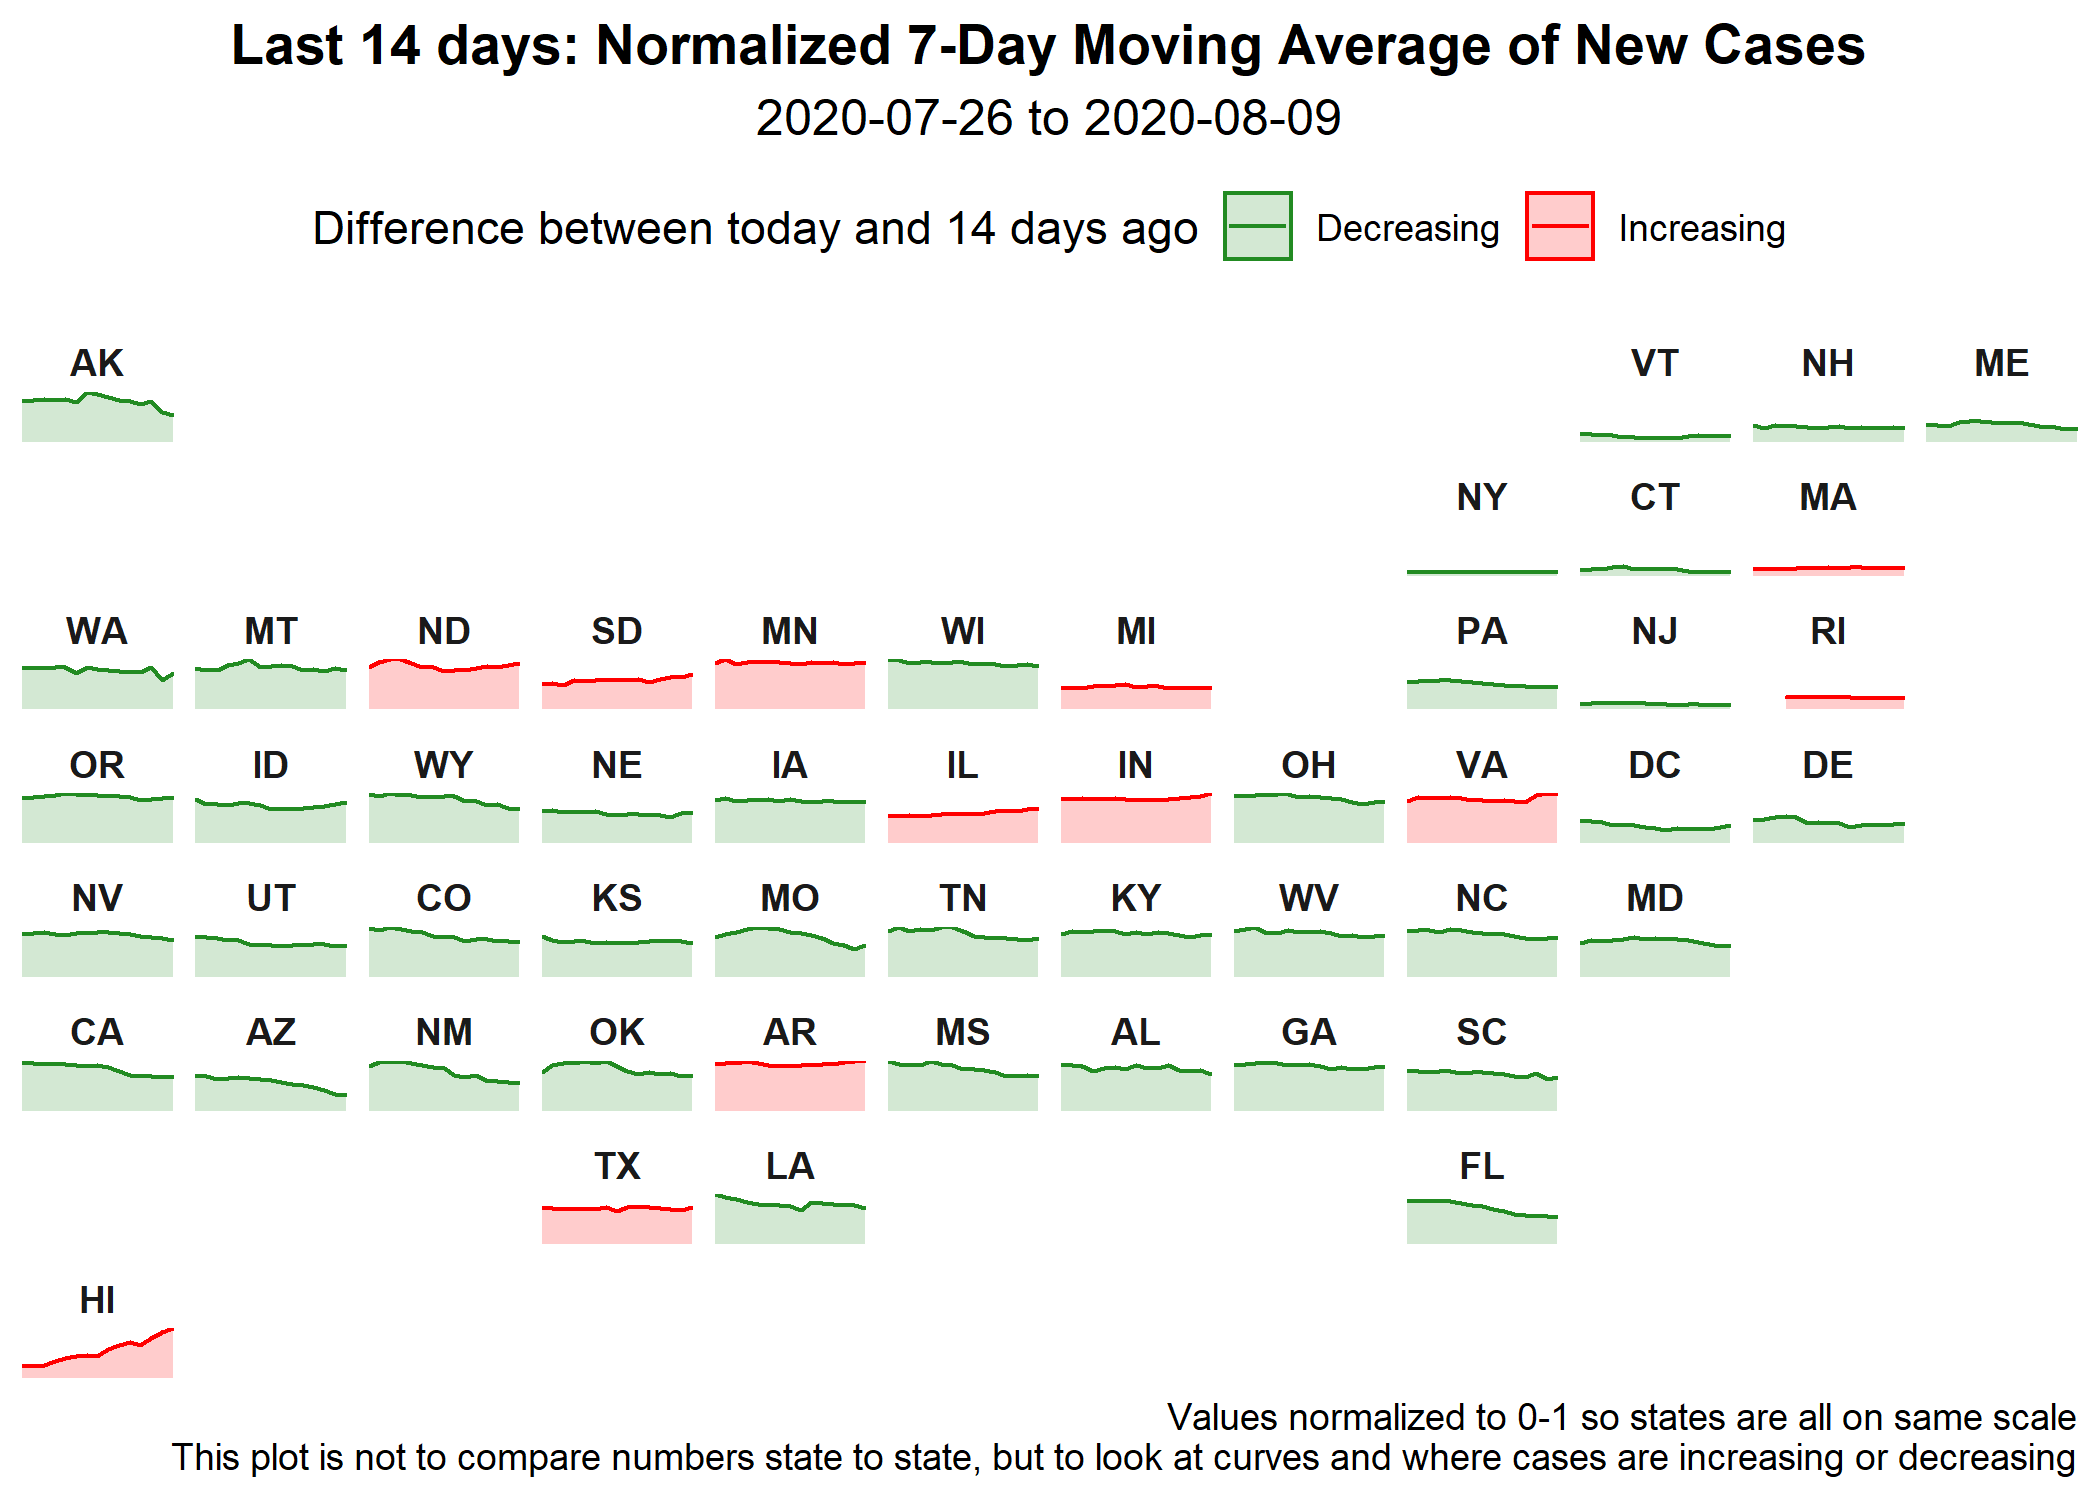 Last 14 days: Normalized 7-Day Moving Average of New Cases
2020-07-26 to 2020-08-09
Difference between today and 14 days ago Decreasing Increasing
AK VT NH ME
NY CT MA
WA MT ND SD MN WI MI PA NJ RI
OR ID WY NE IA IL IN OH VA DC DE
NV UT CO KS MO TN KY WV NC MD
CA AZ NM OK AR MS AL GA SC
TX LA FL
HI
Values normalized to 0-1 so states are all on same scale
This plot is not to compare numbers state to state, but to look at curves and where cases are increasing or decreasing